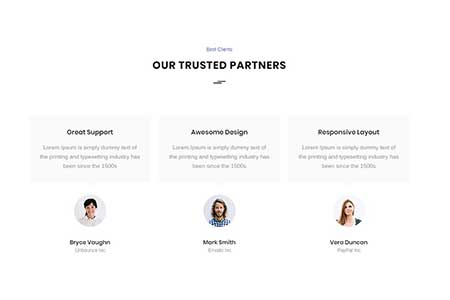 Best Clients
OUR TRUSTED PARTNERS
Great Support
Lorem Ipsum is simply dummy text of
the printing and typesetting industry has
been since the 1500s
Awesome Design
Lorem Ipsum is simply dummy text of
the printing and typesetting industry has
been since the 1500s
Responsive Layout
Lorem Ipsum is simply dummy text of
the printing and typesetting industry has
been since the 1500s
Bryce Vaughn
Unbounce Inc
Mark Smith
Envato Inc
Vera Duncan
PayPal Inc